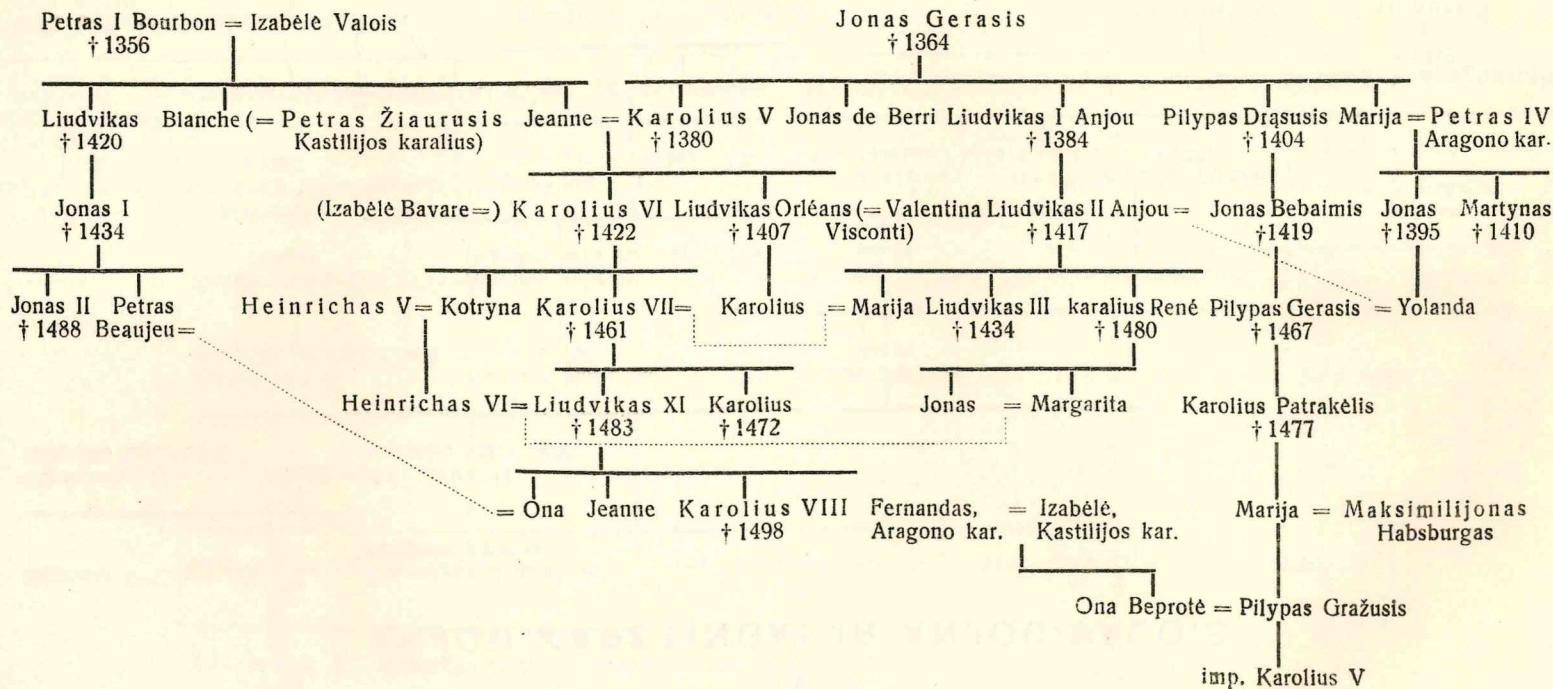 Petras I Bourbon = Izabėlė Valois Jonas Gerasis
† 1356 † 1364
Liudvikas Blanche (= Petras Žiaurusis Jeanne = Karolius V Jonas de Berri Liudvikas I Anjou Pilypas Drąsusis Marija = Petras IV
† 1420 Kastilijos karalius) † 1380 † 1384 † 1404 Aragono kar.
Jonas I (Izabėlė Bavare=) Karolius VI Liudvikas Orléans (= Valentina Liudvikas II Anjou = Jonas Bebaimis Jonas Martynas
† 1434 † 1422 † 1407 Visconti) † 1417 † 1419 † 1395 † 1410
Jonas II Petras Heinrichas V = Kotryna Karolius VII = Karolius = Marija Liudvikas III karalius René Pilypas Gerasis = Yolanda
† 1488 Beaujeu = † 1461 † 1434 † 1480 † 1467
Heinrichas VI = Liudvikas XI Karolius Jonas = Margarita Karolius Patrakėlis
† 1483 † 1472 † 1477
= Ona Jeanne Karolius VIII Fernandas, = Izabėlė, Marija = Maksimilijonas
† 1498 Aragono kar. Kastilijos kar. Habsburgas
Ona Beprotė = Pilypas Gražusis
imp. Karolius V